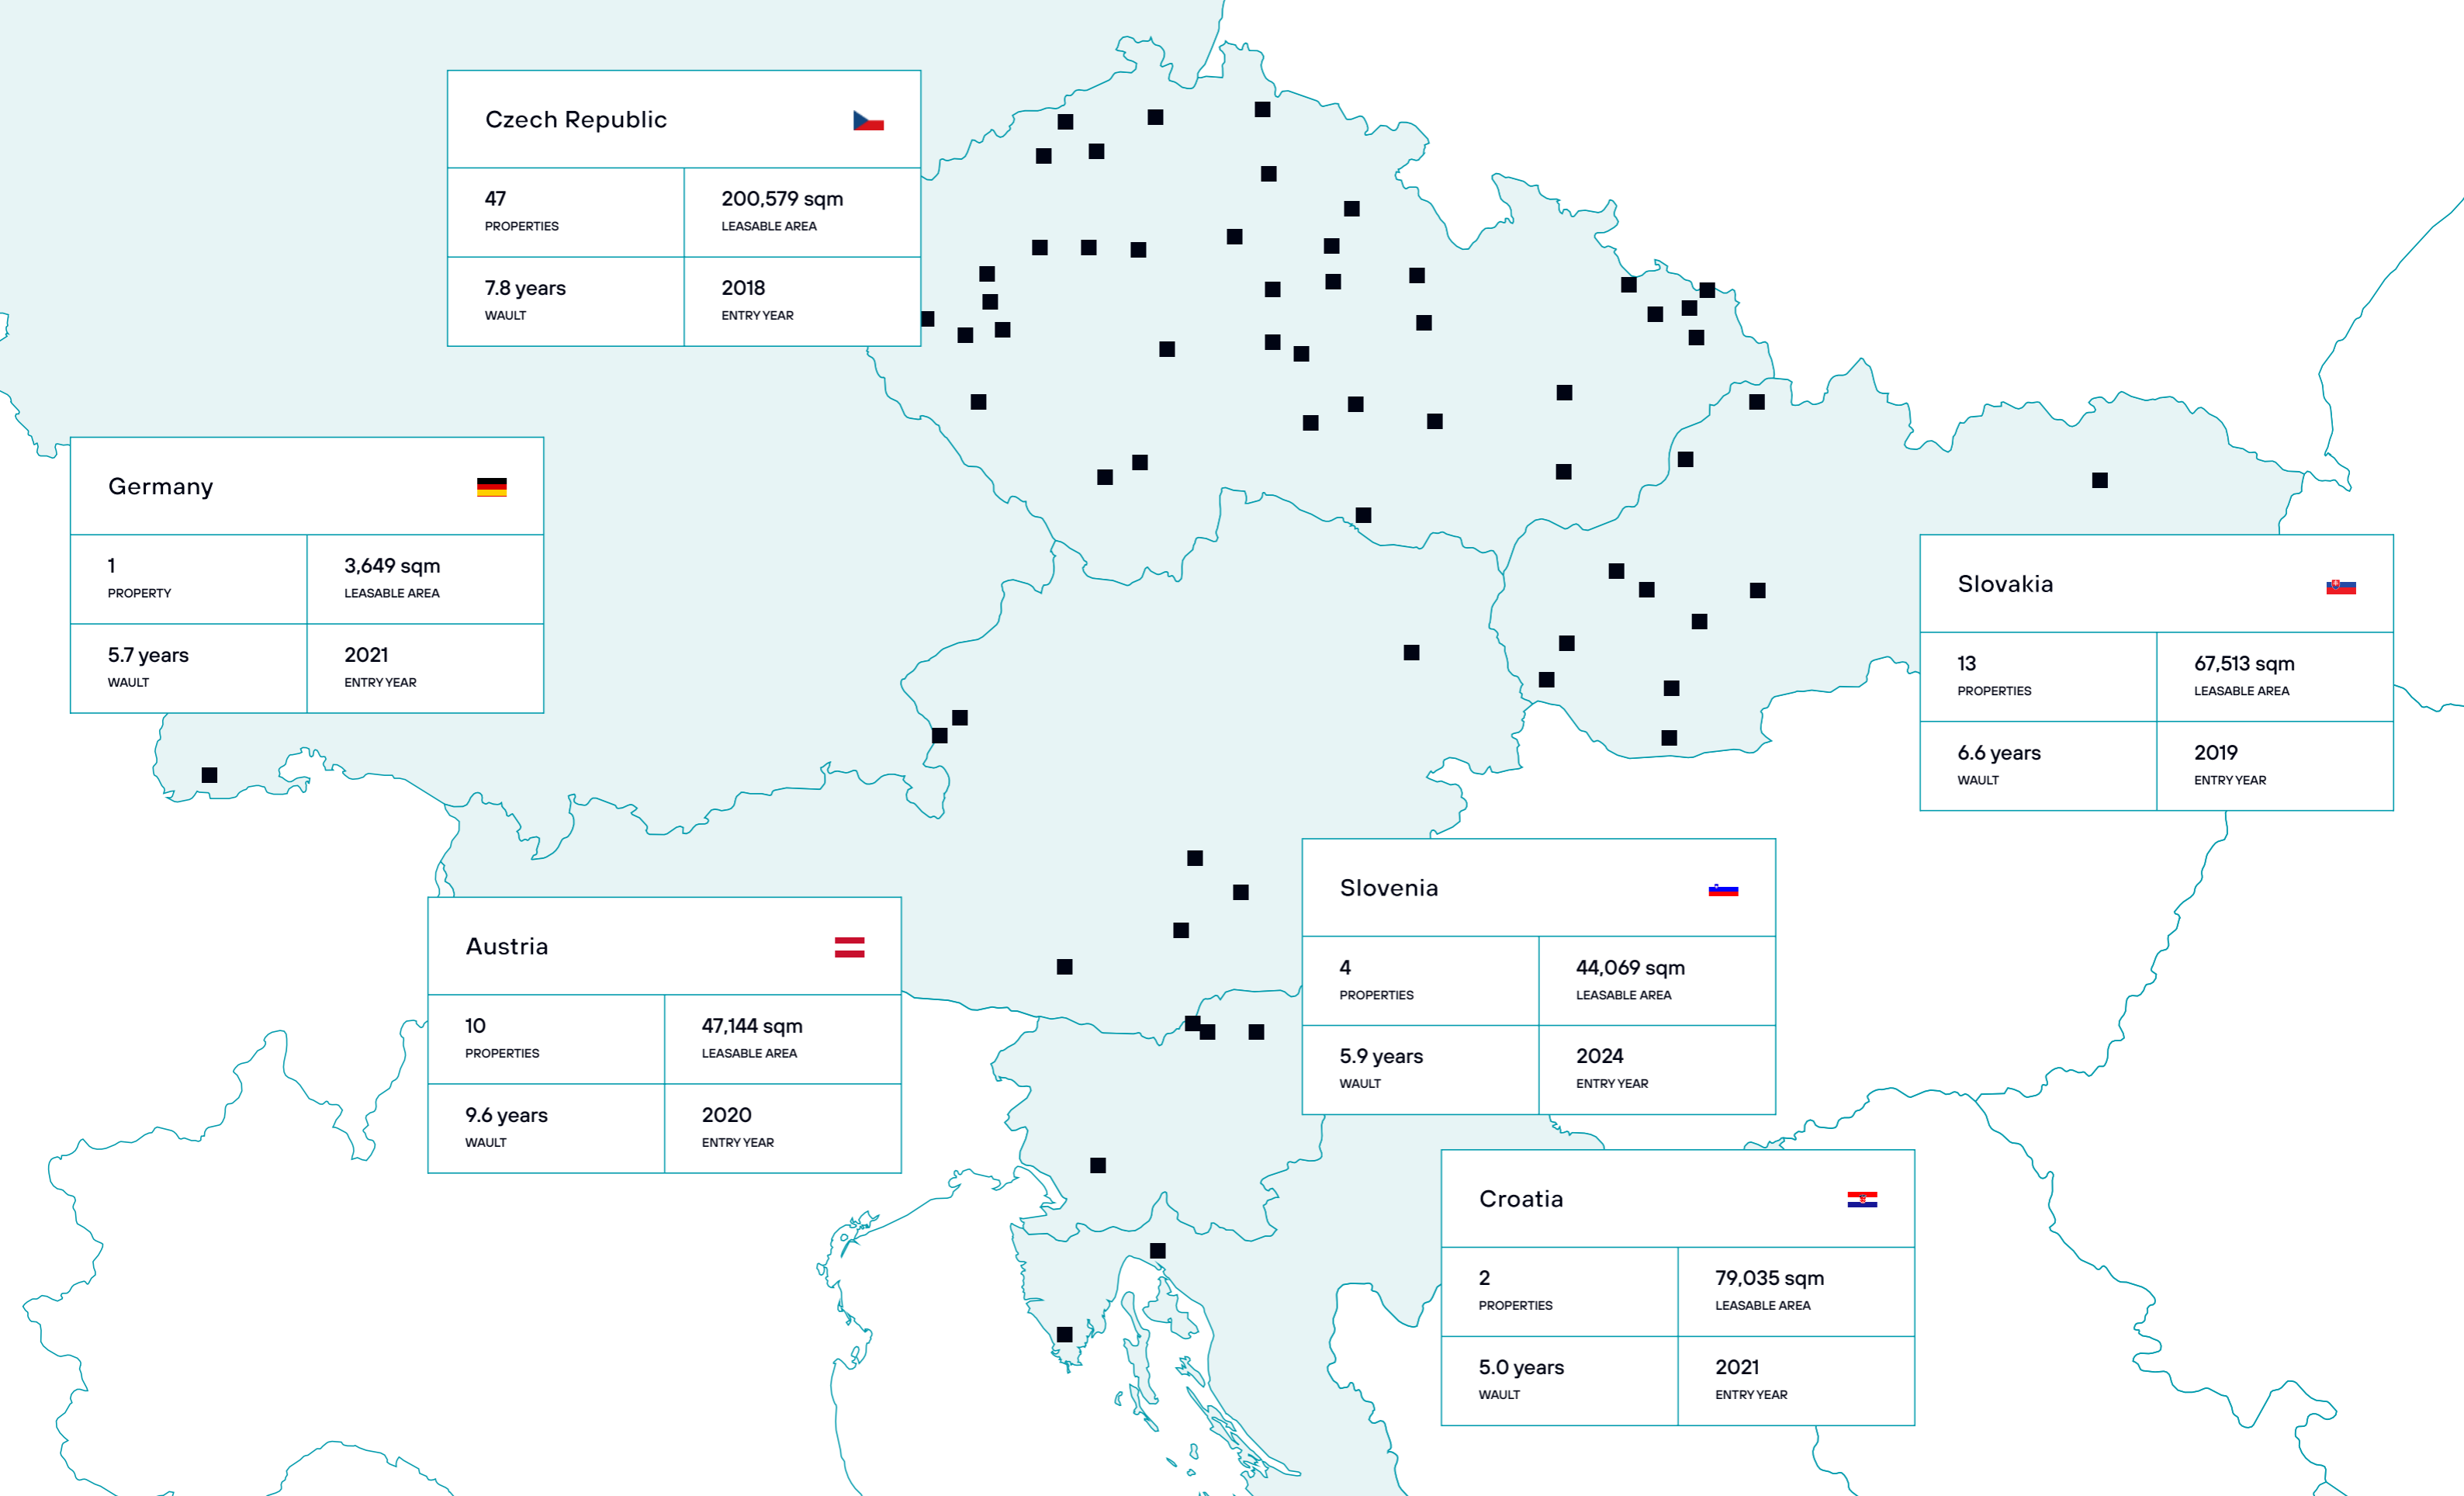 Czech Republic
47
PROPERTIES
200,579 sqm
LEASABLE AREA
7.8 years
WAULT
2018
ENTRY YEAR
Germany
1
PROPERTY
3,649 sqm
LEASABLE AREA
5.7 years
WAULT
2021
ENTRY YEAR
Slovakia
13
PROPERTIES
67,513 sqm
LEASABLE AREA
6.6 years
WAULT
2019
ENTRY YEAR
Slovenia
4
PROPERTIES
44,069 sqm
LEASABLE AREA
5.9 years
WAULT
2024
ENTRY YEAR
Austria
10
PROPERTIES
47,144 sqm
LEASABLE AREA
9.6 years
WAULT
2020
ENTRY YEAR
Croatia
2
PROPERTIES
79,035 sqm
LEASABLE AREA
5.0 years
WAULT
2021
ENTRY YEAR